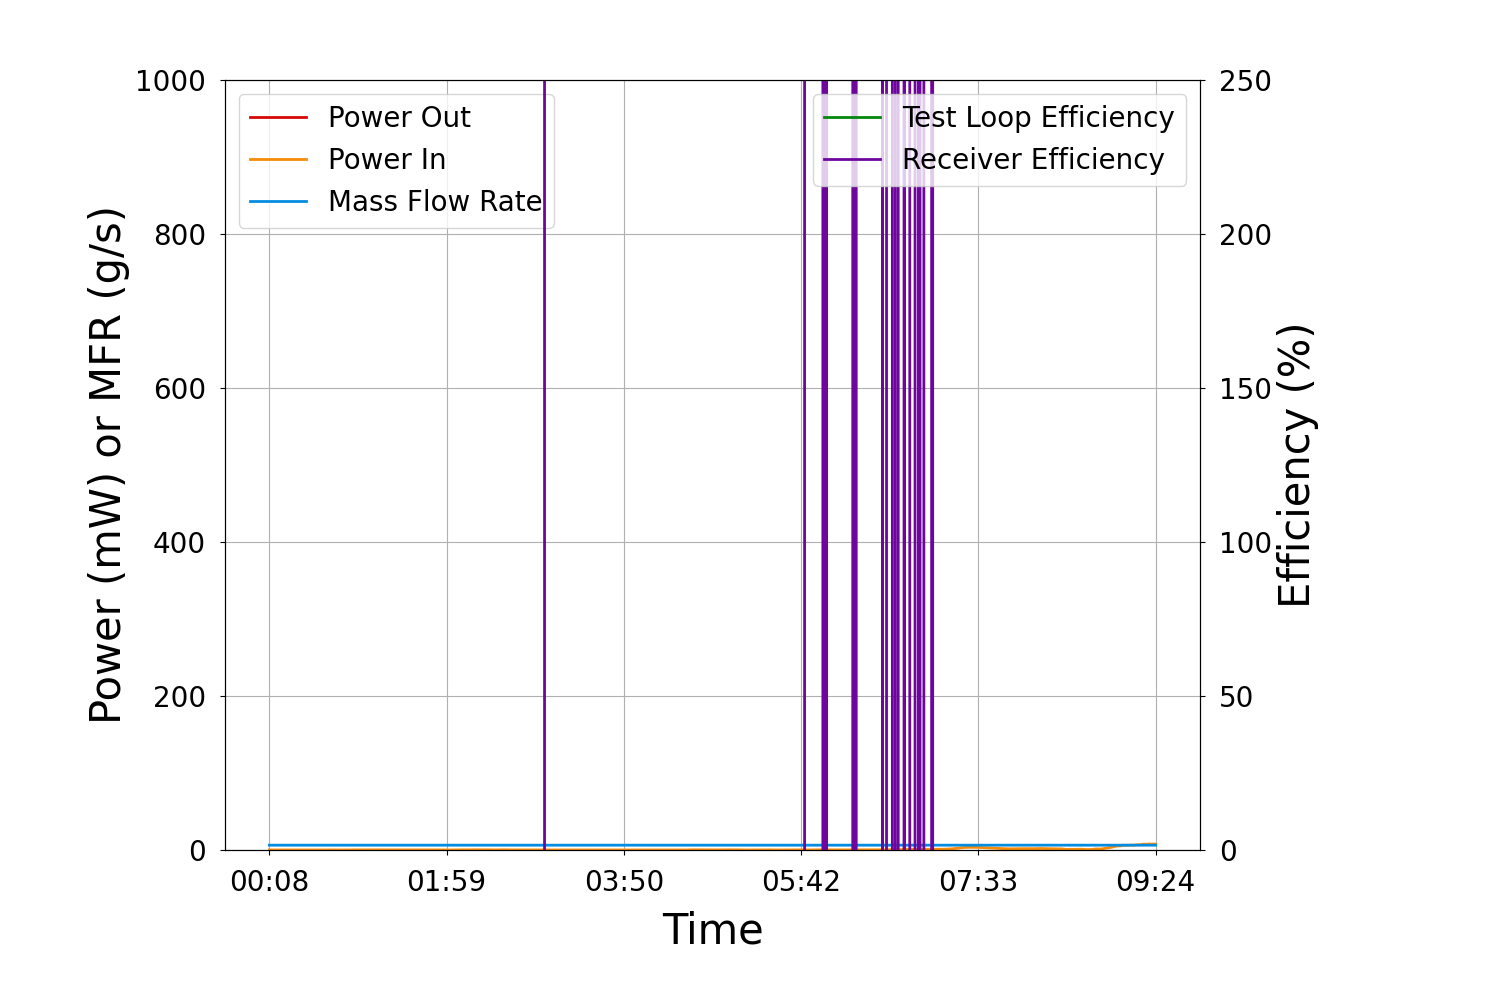 1000
800
600
400
200
0
Power (mW) or MFR (g/s)
Power Out
Power In
Mass Flow Rate
Test Loop Efficiency
Receiver Efficiency
250
200
150
100
50
0
Efficiency (%)
00:08 01:59 03:50 05:42 07:33 09:24
Time